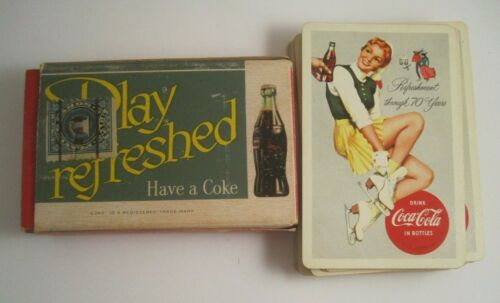 Play
refreshed
Have a Coke
"COKE" IS A REGISTERED TRADE-MARK
Refreshment
through 70 Years
DRINK
Coca-Cola
IN BOTTLES